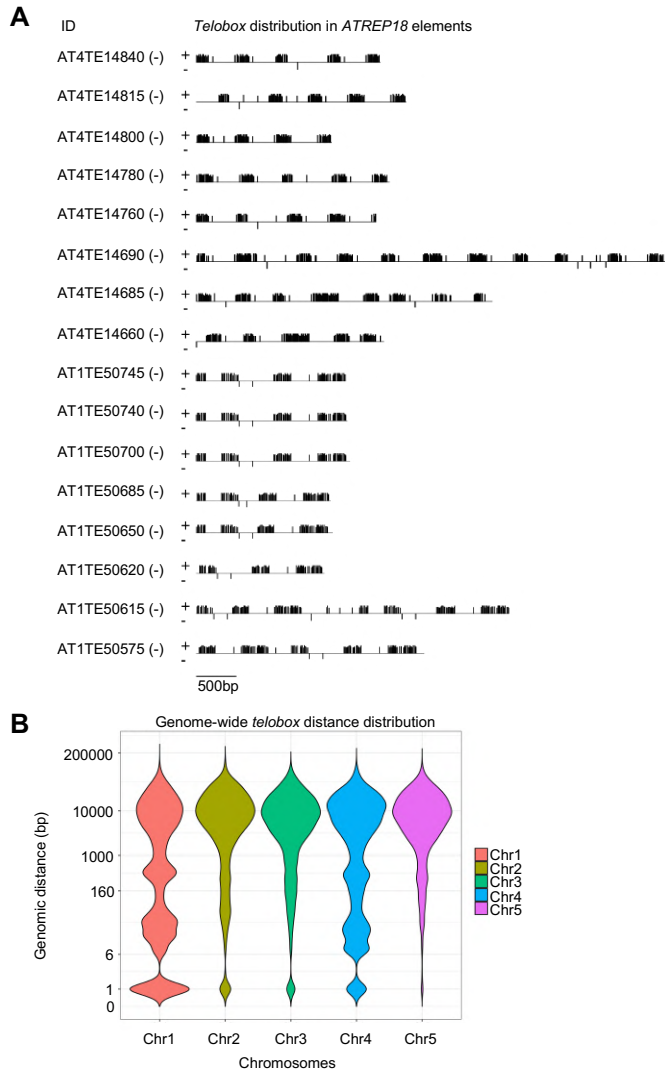 A
ID Telobox distribution in ATREP18 elements
AT4TE14840 (-) + -
AT4TE14815 (-) + -
AT4TE14800 (-) + -
AT4TE14780 (-) + -
AT4TE14760 (-) + -
AT4TE14690 (-) + -
AT4TE14685 (-) + -
AT4TE14660 (-) + -
AT1TE50745 (-) + -
AT1TE50740 (-) + -
AT1TE50700 (-) + -
AT1TE50685 (-) + -
AT1TE50650 (-) + -
AT1TE50620 (-) + -
AT1TE50615 (-) + -
AT1TE50575 (-) + -
500bp
B
Genome-wide telobox distance distribution
Genomic distance (bp)
200000
10000
1000
160
6
1
0
Chr1
Chr2
Chr3
Chr4
Chr5
Chr1 Chr2 Chr3 Chr4 Chr5
Chromosomes